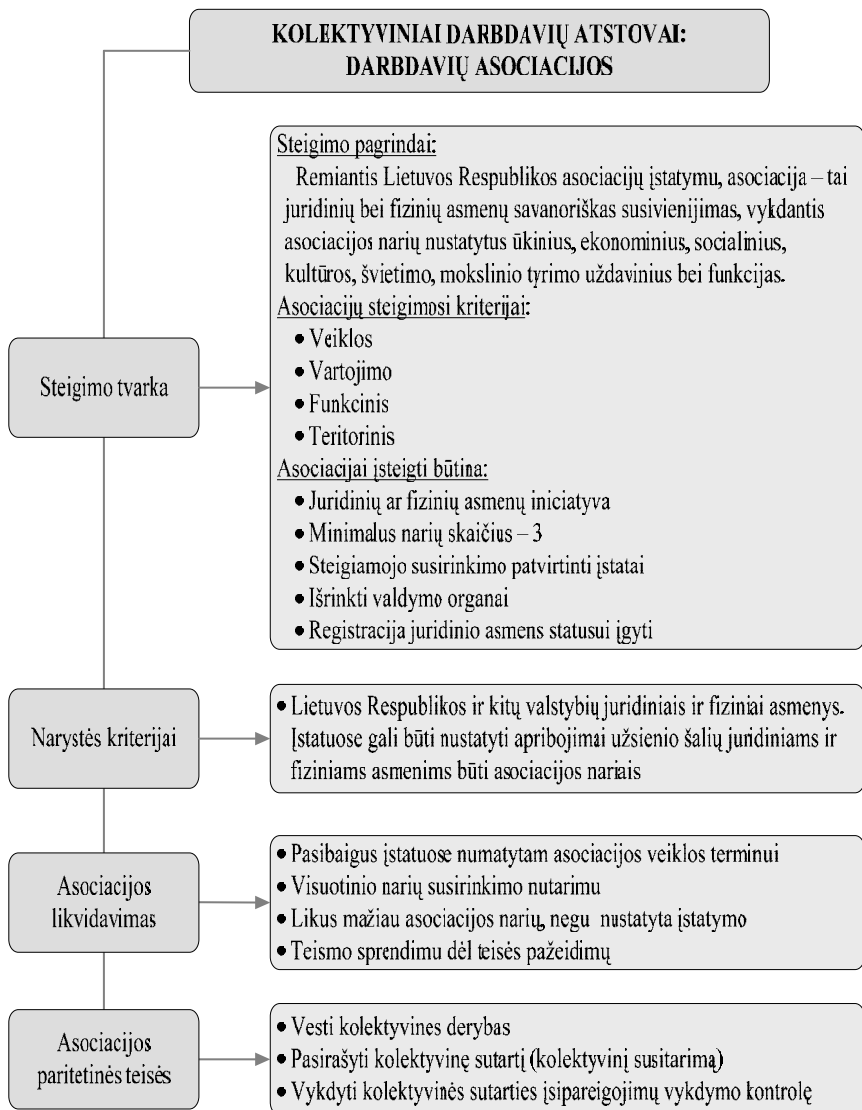 KOLEKTYVINIAI DARBDAVIŲ ATSTOVAI:
DARBDAVIŲ ASOCIACIJOS
Steigimo tvarka
Steigimo pagrindai:
Remiantis Lietuvos Respublikos asociacijų įstatymu, asociacija – tai
juridinių bei fizinių asmenų savanoriškas susivienijimas, vykdantis
asociacijos narių nustatytus ūkinius, ekonominius, socialinius,
kultūros, švietimo, mokslinio tyrimo uždavinius bei funkcijas.
Asociacijų steigimosi kriterijai:
• Veiklos
• Vartojimo
• Funkcinis
• Teritorinis
Asociacijai įsteigti būtina:
• Juridinių ar fizinių asmenų iniciatyva
• Minimalus narių skaičius – 3
• Steigiamojo susirinkimo patvirtinti įstatai
• Išrinkti valdymo organai
• Registracija juridinio asmens statusui įgyti
Narystės kriterijai
• Lietuvos Respublikos ir kitų valstybių juridiniais ir fiziniai asmenys.
Įstatuose gali būti nustatyti apribojimai užsienio šalių juridiniams ir
fiziniams asmenims būti asociacijos nariais
Asociacijos
likvidavimas
• Pasibaigus įstatuose numatytam asociacijos veiklos terminui
• Visuotinio narių susirinkimo nutarimu
• Likus mažiau asociacijos narių, negu nustatyta įstatymo
• Teismo sprendimu dėl teisės pažeidimų
Asociacijos
paritetinės teisės
• Vesti kolektyvines derybas
• Pasirašyti kolektyvinę sutartį (kolektyvinį susitarimą)
• Vykdyti kolektyvinės sutarties įsipareigojimų vykdymo kontrolę